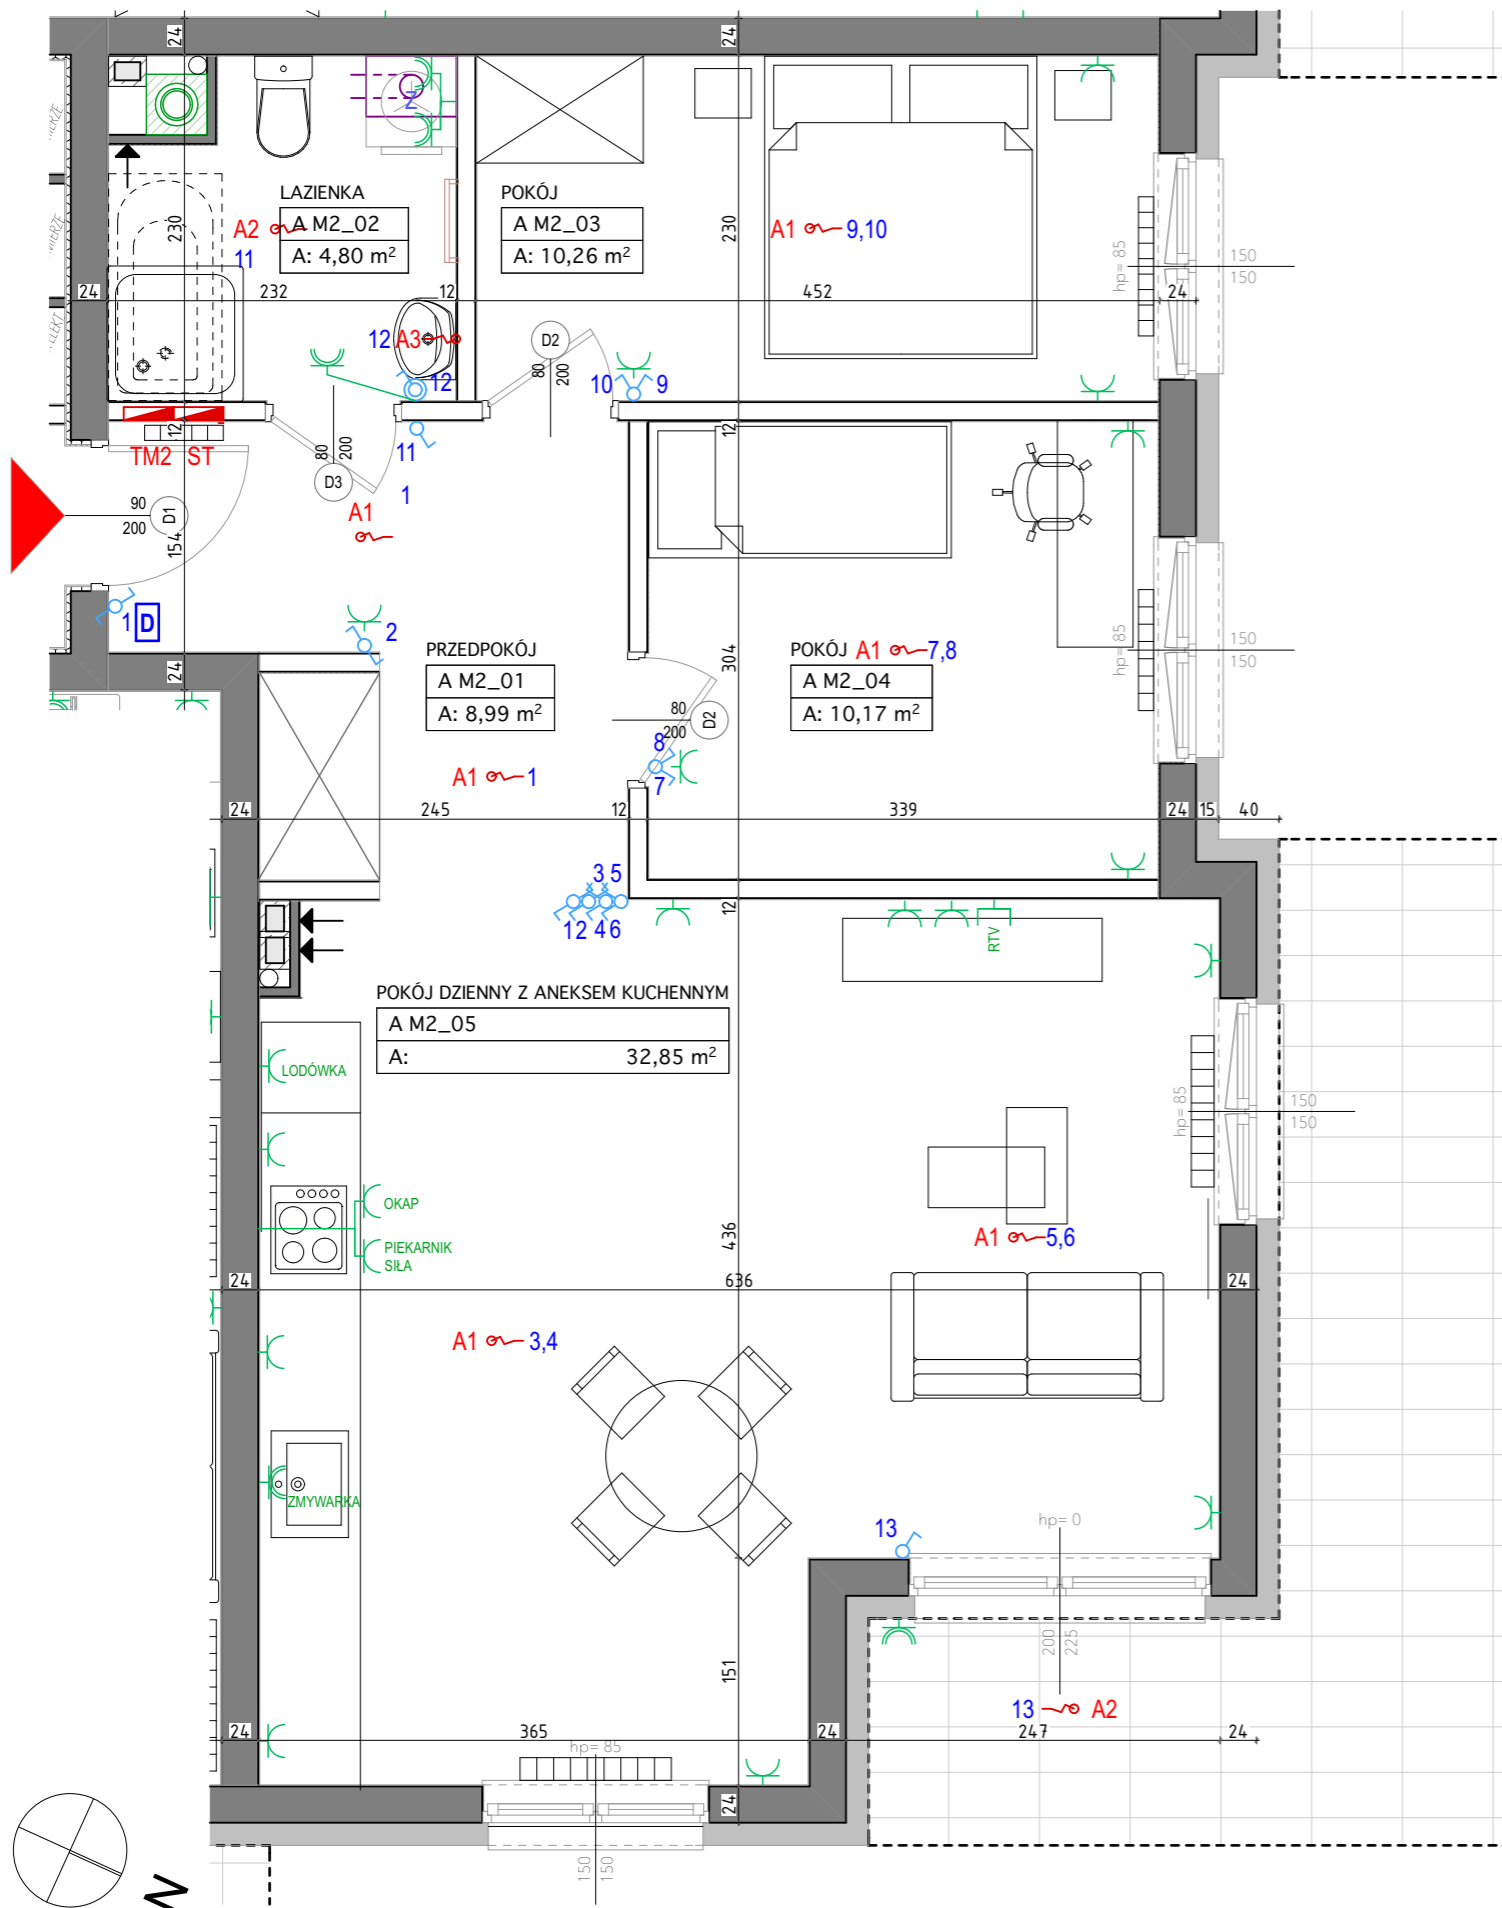 24
24
LAZIENKA
A M2_02
A: 4,80 m²
A2
11
230
Z
POKÓJ
A M2_03
A: 10,26 m²
230
A1
9,10
hp= 85
150
150
24
232
12
452
24
12
A3
12
D2
80
200
10
9
TM2
ST
12
80
200
D3
11
1
12
90
200
D1
154
A1
1
D
2
24
PRZEDPOKÓJ
A M2_01
A: 8,99 m²
304
POKÓJ
A1
7,8
A M2_04
A: 10,17 m²
hp= 85
150
150
80
200
D2
8
7
A1
1
24
245
12
339
24
15
40
3 5
12 4 6
12
RTV
POKÓJ DZIENNY Z ANEKSEM KUCHENNYM
A M2_05
A: 32,85 m²
LODÓWKA
hp= 85
150
150
OKAP
PIEKARNIK
SIŁA
436
A1
5,6
24
636
24
A1
3,4
ZMYWARKA
13
hp= 0
200
225
151
13
A2
24
365
24
247
24
hp= 85
24
150
150
N